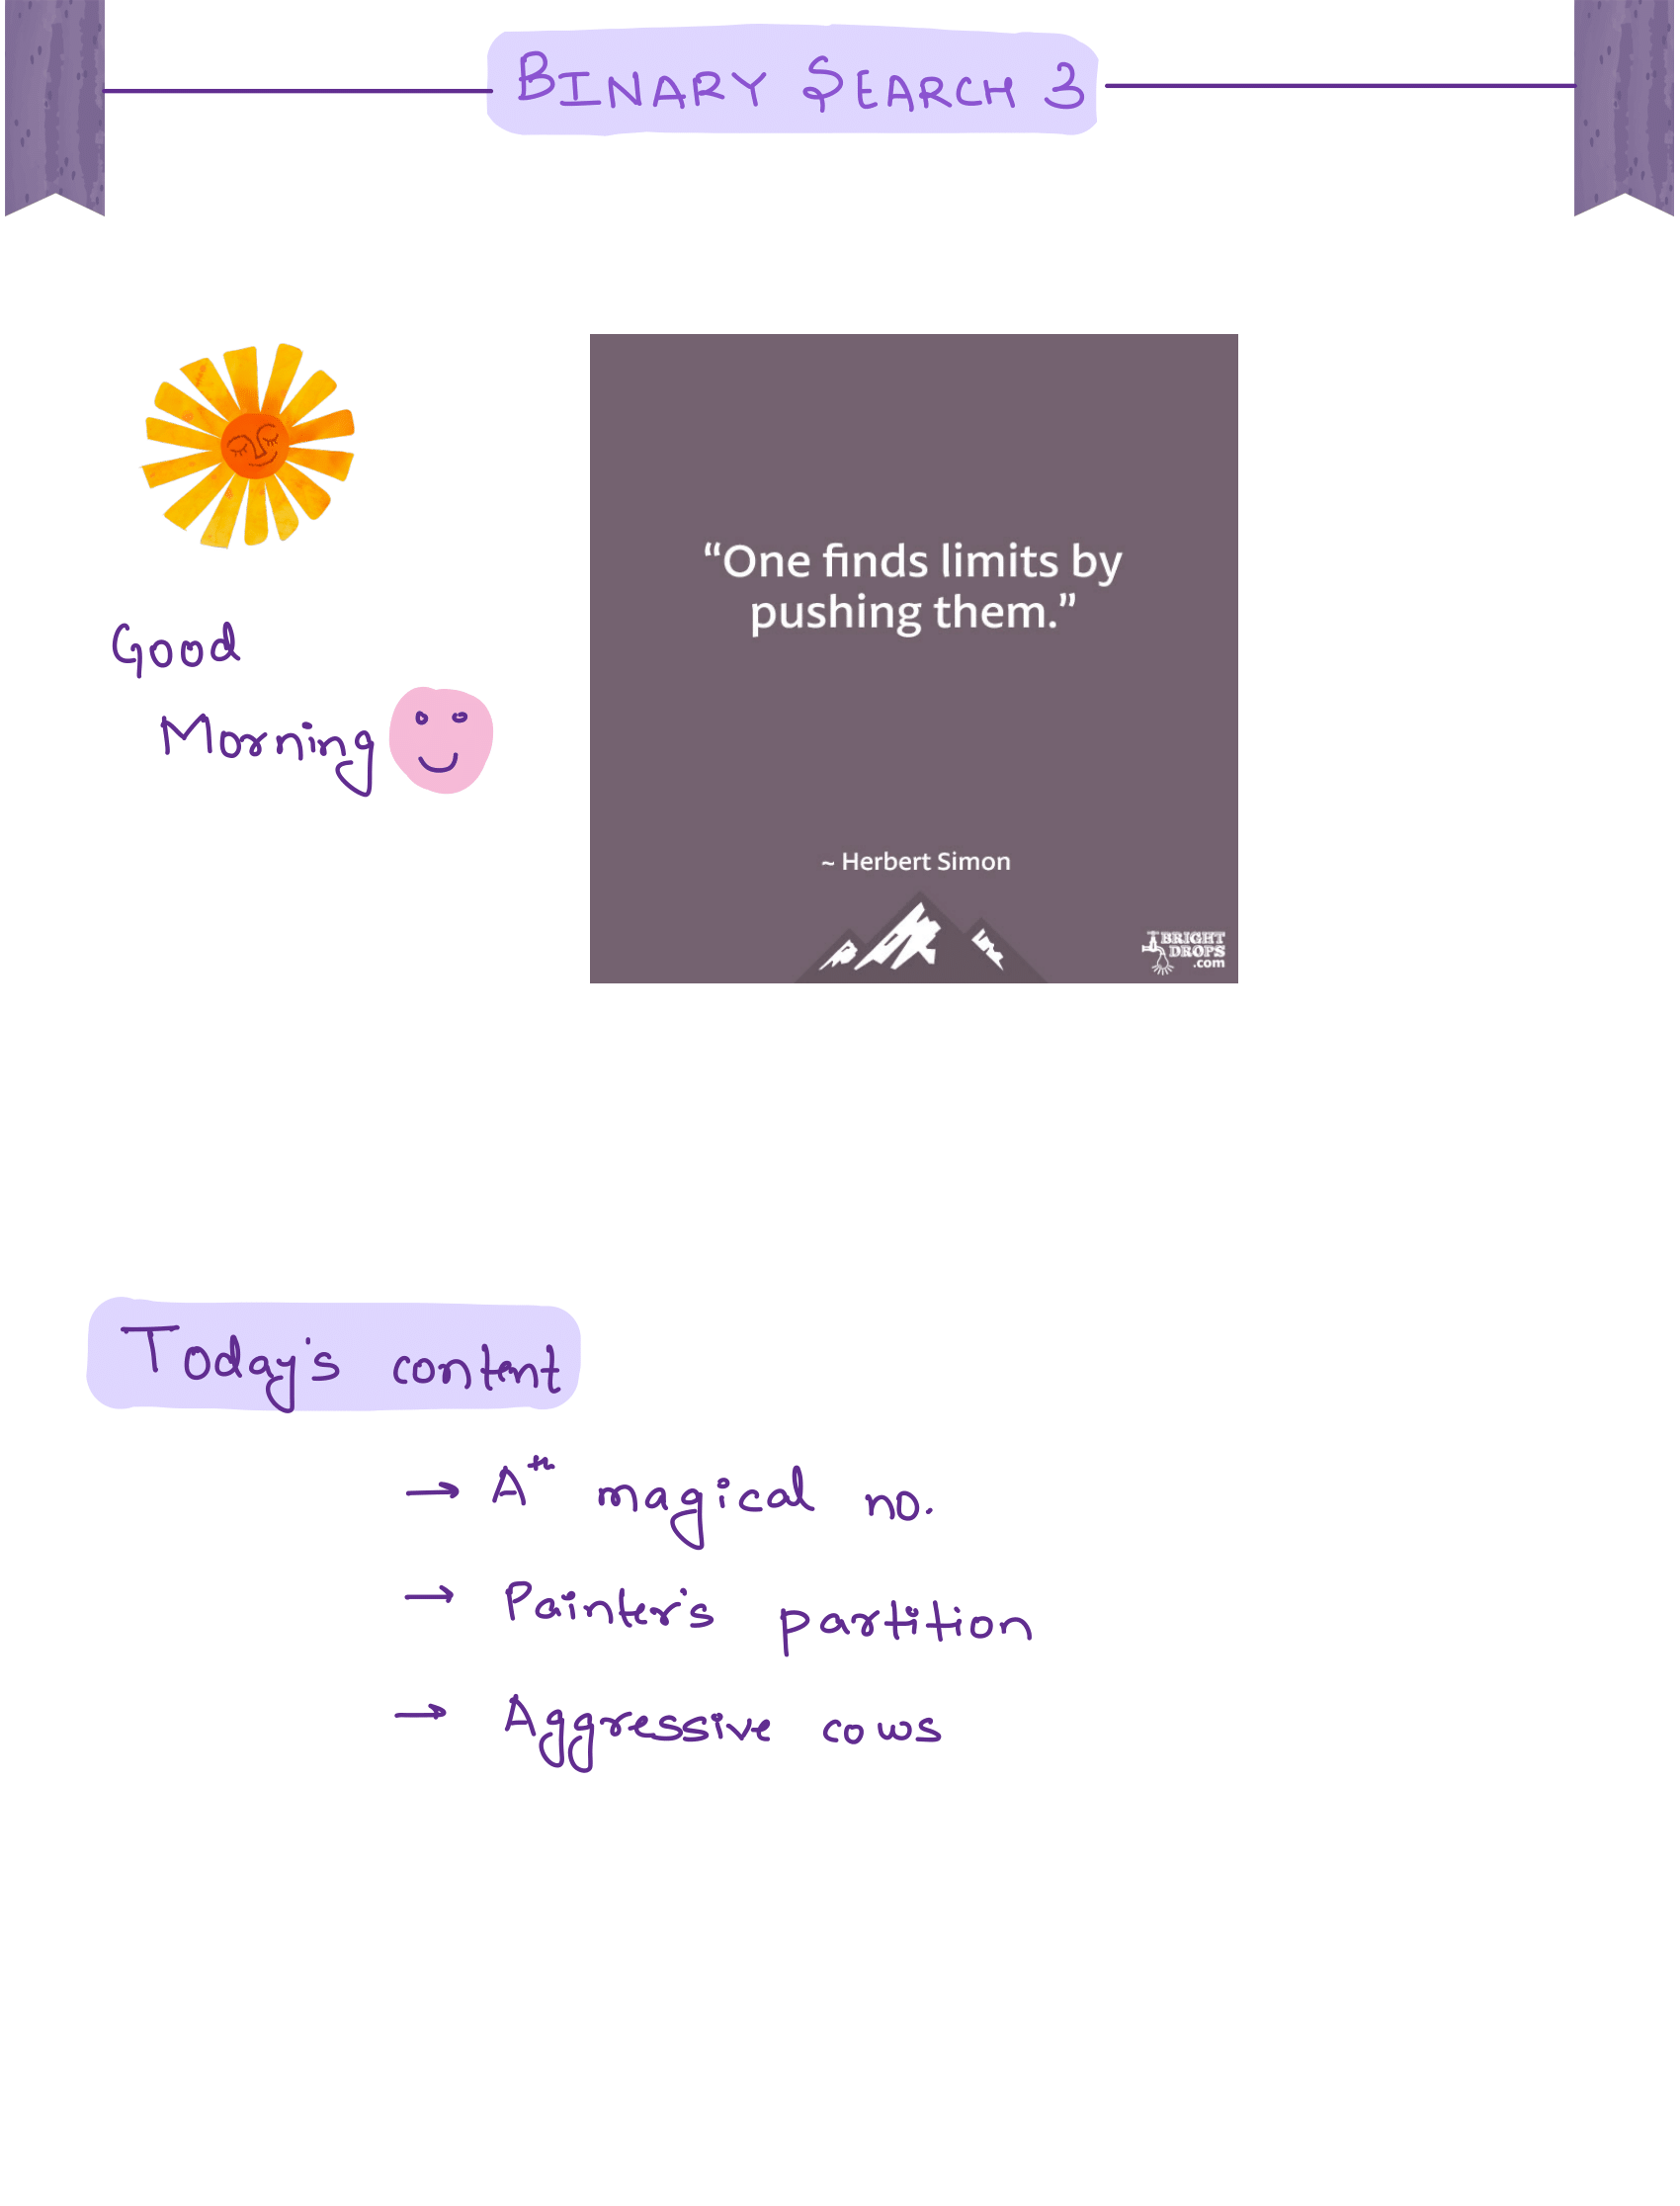 BINARY SEARCH 3
Good
Morning
“One finds limits by
pushing them.”
~ Herbert Simon
BRIGHT
DROPS
.com
Today's content
→ Ath magical no.
→ Painter's partition
→ Aggressive cows